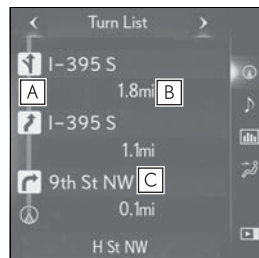 Turn List
I-395 S
A
1.8mi B
I-395 S
1.1mi
9th St NW C
0.1mi
H St NW